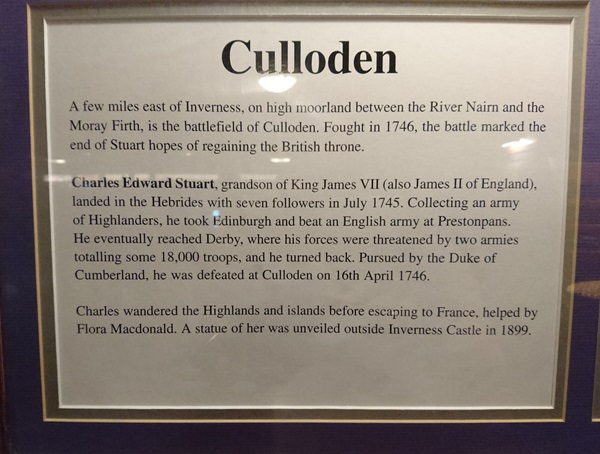 Culloden
A few miles east of Inverness, on high moorland between the River Nairn and the
Moray Firth, is the battlefield of Culloden. Fought in 1746, the battle marked the
end of Stuart hopes of regaining the British throne.
Charles Edward Stuart, grandson of King James VII (also James II of England),
landed in the Hebrides with seven followers in July 1745. Collecting an army
of Highlanders, he took Edinburgh and beat an English army at Prestonpans.
He eventually reached Derby, where his forces were threatened by two armies
totalling some 18,000 troops, and he turned back. Pursued by the Duke of
Cumberland, he was defeated at Culloden on 16th April 1746.
Charles wandered the Highlands and islands before escaping to France, helped by
Flora Macdonald. A statue of her was unveiled outside Inverness Castle in 1899.